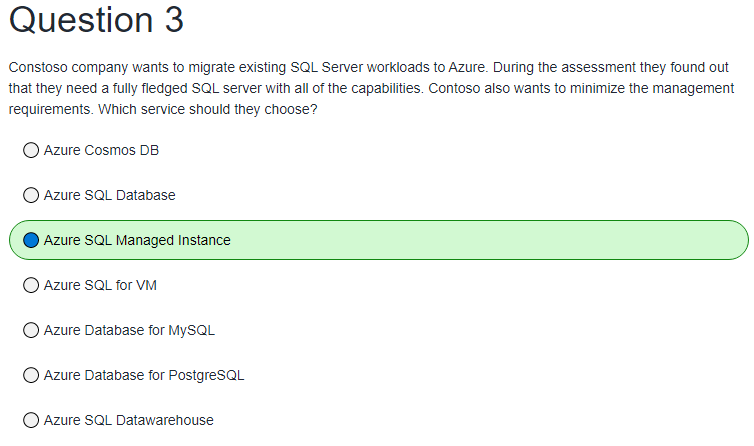 Question 3
Constoso company wants to migrate existing SQL Server workloads to Azure. During the assessment they found out
that they need a fully fledged SQL server with all of the capabilities. Contoso also wants to minimize the management
requirements. Which service should they choose?
Azure Cosmos DB
Azure SQL Database
Azure SQL Managed Instance
Azure SQL for VM
Azure Database for MySQL
Azure Database for PostgreSQL
Azure SQL Datawarehouse